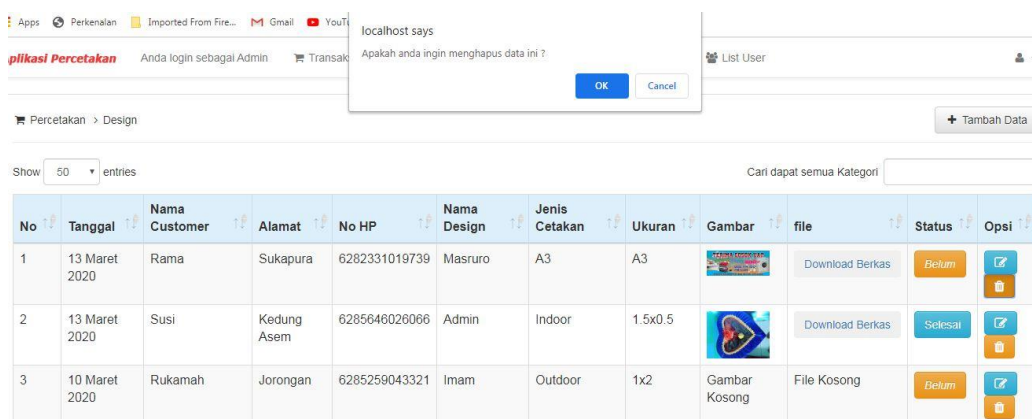 Apps Perkenalan Imported From Fire... Gmail YouTu
localhost says
Apakah anda ingin menghapus data ini ?
OK Cancel
plikasi Percetakan Anda login sebagai Admin Transak List User
Percetakan > Design + Tambah Data
Show 50 entries Cari dapat semua Kategori
No Tanggal Nama Customer Alamat No HP Nama Design Jenis Cetakan Ukuran Gambar file Status Opsi
1 13 Maret 2020 Rama Sukapura 6282331019739 Masruro A3 A3 Download Berkas Belum
2 13 Maret 2020 Susi Kedung Asem 6285646026066 Admin Indoor 1.5x0.5 Download Berkas Selesai
3 10 Maret 2020 Rukamah Jorongan 6285259043321 Imam Outdoor 1x2 Gambar Kosong File Kosong Belum